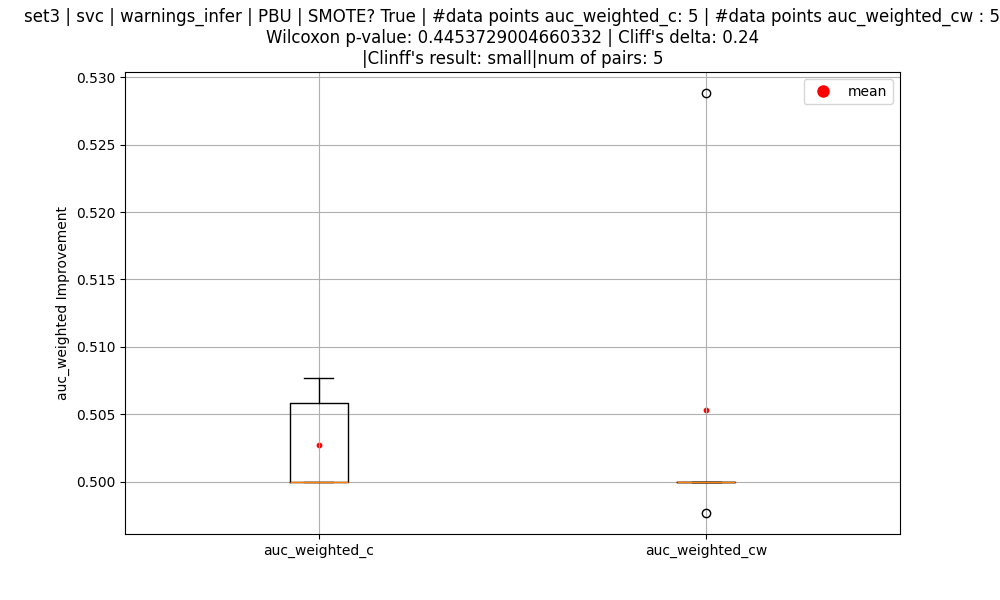 set3 | svc | warnings_infer | PBU | SMOTE? True | #data points auc_weighted_c: 5 | #data points auc_weighted_cw : 5
Wilcoxon p-value: 0.4453729004660332 | Cliff's delta: 0.24
|Clinff's result: small|num of pairs: 5
mean
auc_weighted Improvement
0.530
0.525
0.520
0.515
0.510
0.505
0.500
auc_weighted_c
auc_weighted_cw